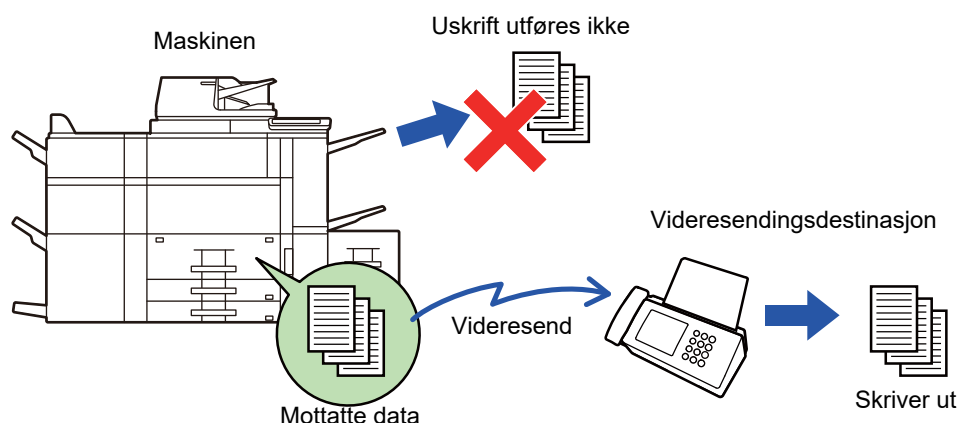 Uskrift utføres ikke
Maskinen
Videresendingsdestinasjon
Videresend
Skriver ut
Mottatte data